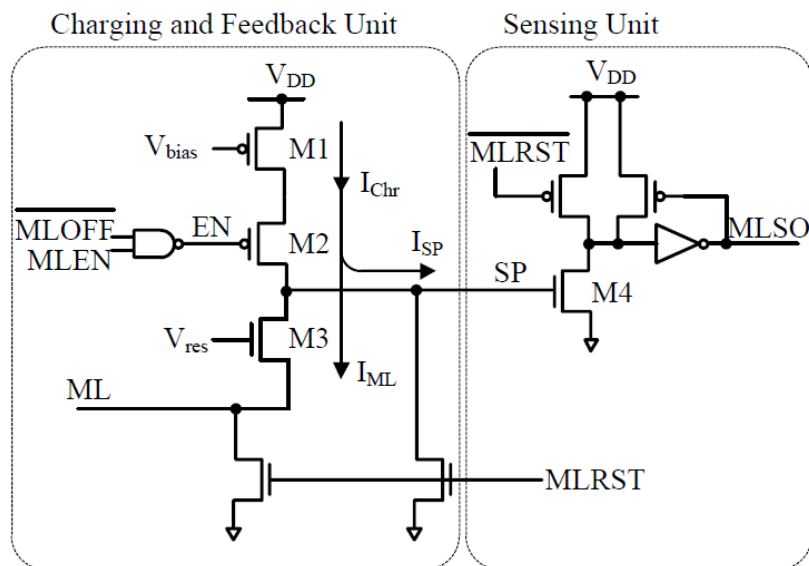 Charging and Feedback Unit
Sensing Unit
VDD
VDD
Vbias
M1
MLRST
IChr
MLOFF
MLEN
EN
M2
ISP
SP
MLSO
M4
Vres
M3
IML
ML
MLRST